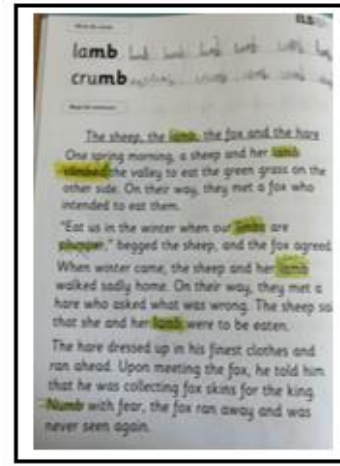 ELS
lamb lamb lamb lamb lamb
crumb
The sheep, the lamb, the fox and the hare
One spring morning, a sheep and her lamb
climbed the valley to eat the green grass on the
other side. On their way, they met a fox who
intended to eat them.
"Eat us in the winter when our limbs are
plumper," begged the sheep, and the fox agreed
When winter came, the sheep and her lamb
walked sadly home. On their way, they met a
hare who asked what was wrong. The sheep sai
that she and her lamb were to be eaten.
The hare dressed up in his finest clothes and
ran ahead. Upon meeting the fox, he told him
that he was collecting fox skins for the king.
Numb with fear, the fox ran away and was
never seen again.